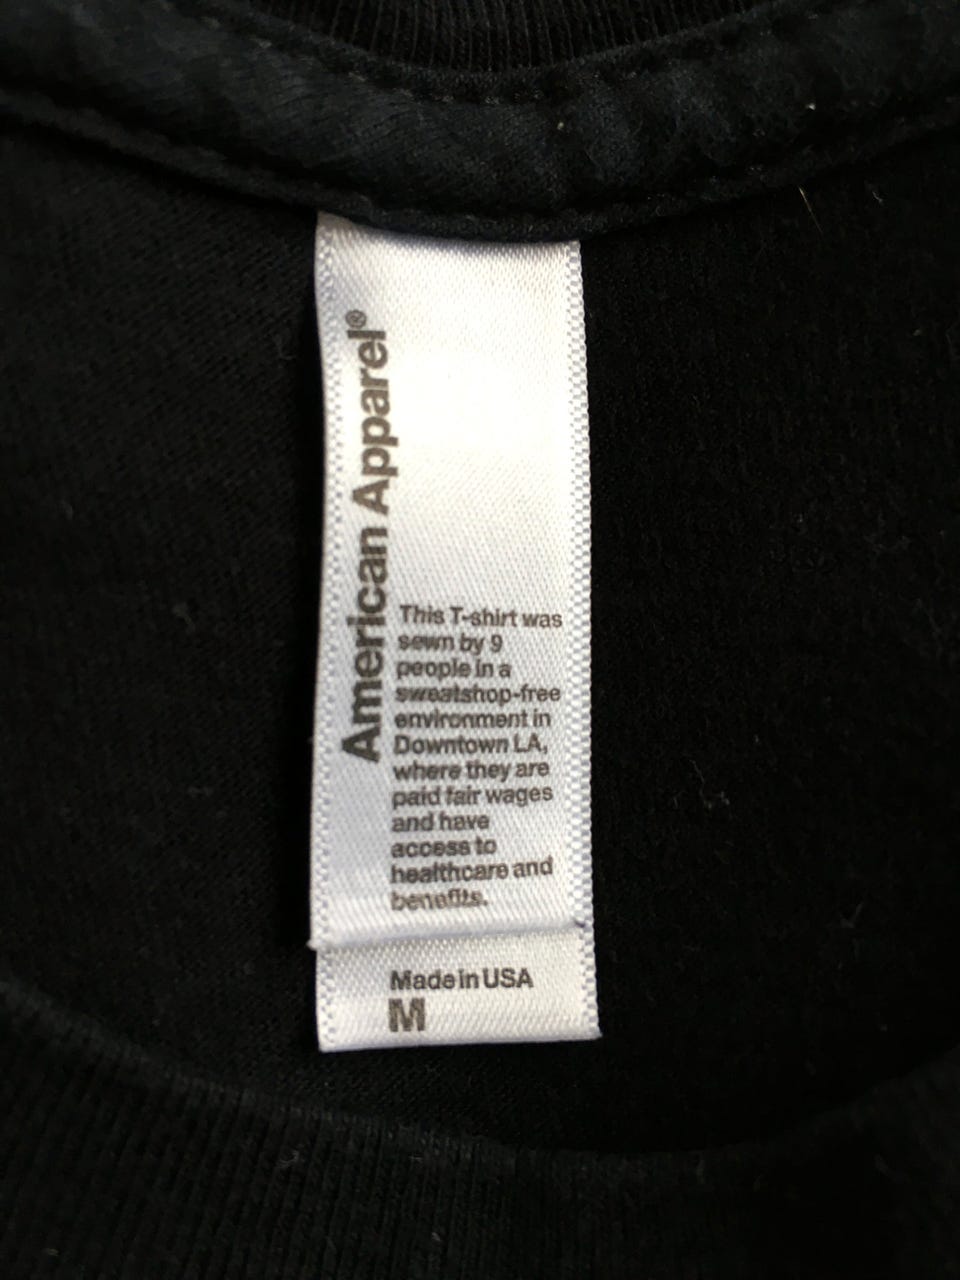 American Apparel®
This T-shirt was
sewn by 9
people in a
sweatshop-free
environment in
Downtown LA,
where they are
paid fair wages
and have
access to
healthcare and
benefits.
Made in USA
M